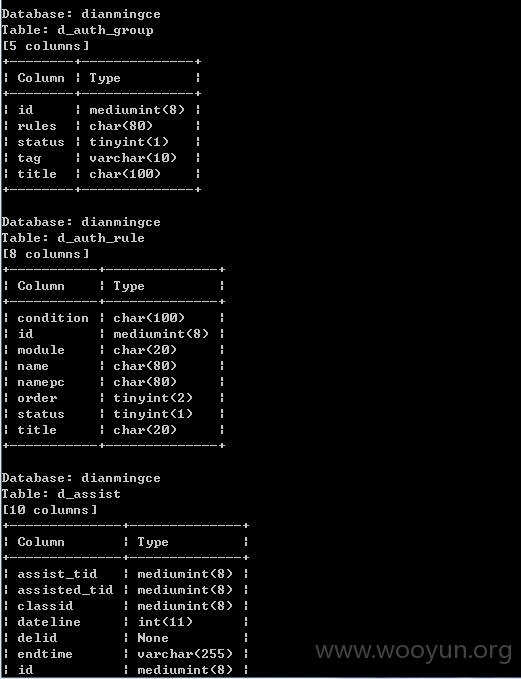 Database: dianmingce
Table: d_auth_group
[5 columns]
+--------+--------------+
¦ Column ¦ Type         ¦
+--------+--------------+
¦ id     ¦ mediumint(8) ¦
¦ rules  ¦ char(80)     ¦
¦ status ¦ tinyint(1)   ¦
¦ tag    ¦ varchar(10)  ¦
¦ title  ¦ char(100)    ¦
+--------+--------------+
Database: dianmingce
Table: d_auth_rule
[8 columns]
+-----------+--------------+
¦ Column    ¦ Type         ¦
+-----------+--------------+
¦ condition ¦ char(100)    ¦
¦ id        ¦ mediumint(8) ¦
¦ module    ¦ char(20)     ¦
¦ name      ¦ char(80)     ¦
¦ namepc    ¦ char(80)     ¦
¦ order     ¦ tinyint(2)   ¦
¦ status    ¦ tinyint(1)   ¦
¦ title     ¦ char(20)     ¦
+-----------+--------------+
Database: dianmingce
Table: d_assist
[10 columns]
+--------------+--------------+
¦ Column       ¦ Type         ¦
+--------------+--------------+
¦ assist_tid   ¦ mediumint(8) ¦
¦ assisted_tid ¦ mediumint(8) ¦
¦ classid      ¦ mediumint(8) ¦
¦ dateline     ¦ int(11)      ¦
¦ delid        ¦ None         ¦
¦ endtime      ¦ varchar(255) ¦
¦ id           ¦ mediumint(8) ¦
www.wooyun.org